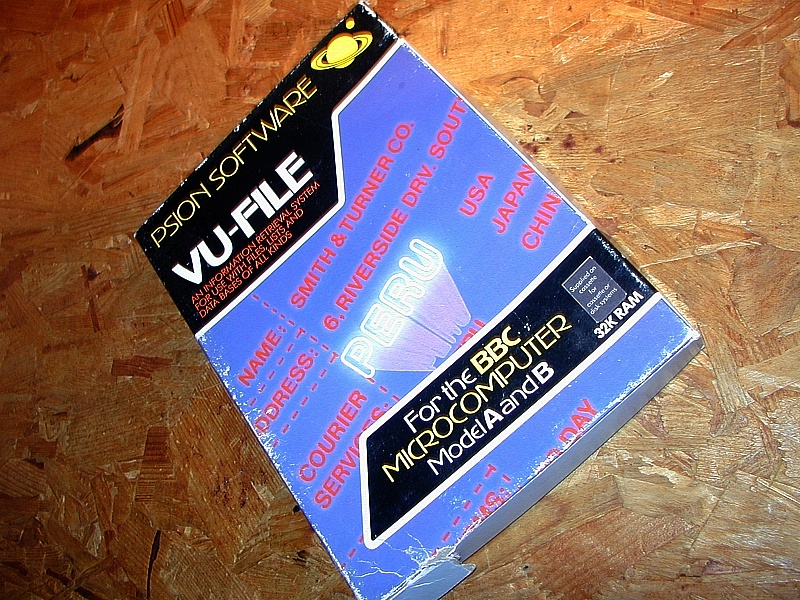 PSION SOFTWARE
VU-FILE
AN INFORMATION RETRIEVAL SYSTEM
FOR USE WITH FILES, LISTS AND
DATA BASES OF ALL KINDS
NAME: SMITH & TURNER CO.
DDRESS: 6, RIVERSIDE DRV. SOUT
USA
JAPAN
CHIN
PERU
COURIER
SERVICES:
For the BBC
MICROCOMPUTER
Model A and B
Supplied on
cassette
for
cassette or
disk systems
32K RAM
DAY